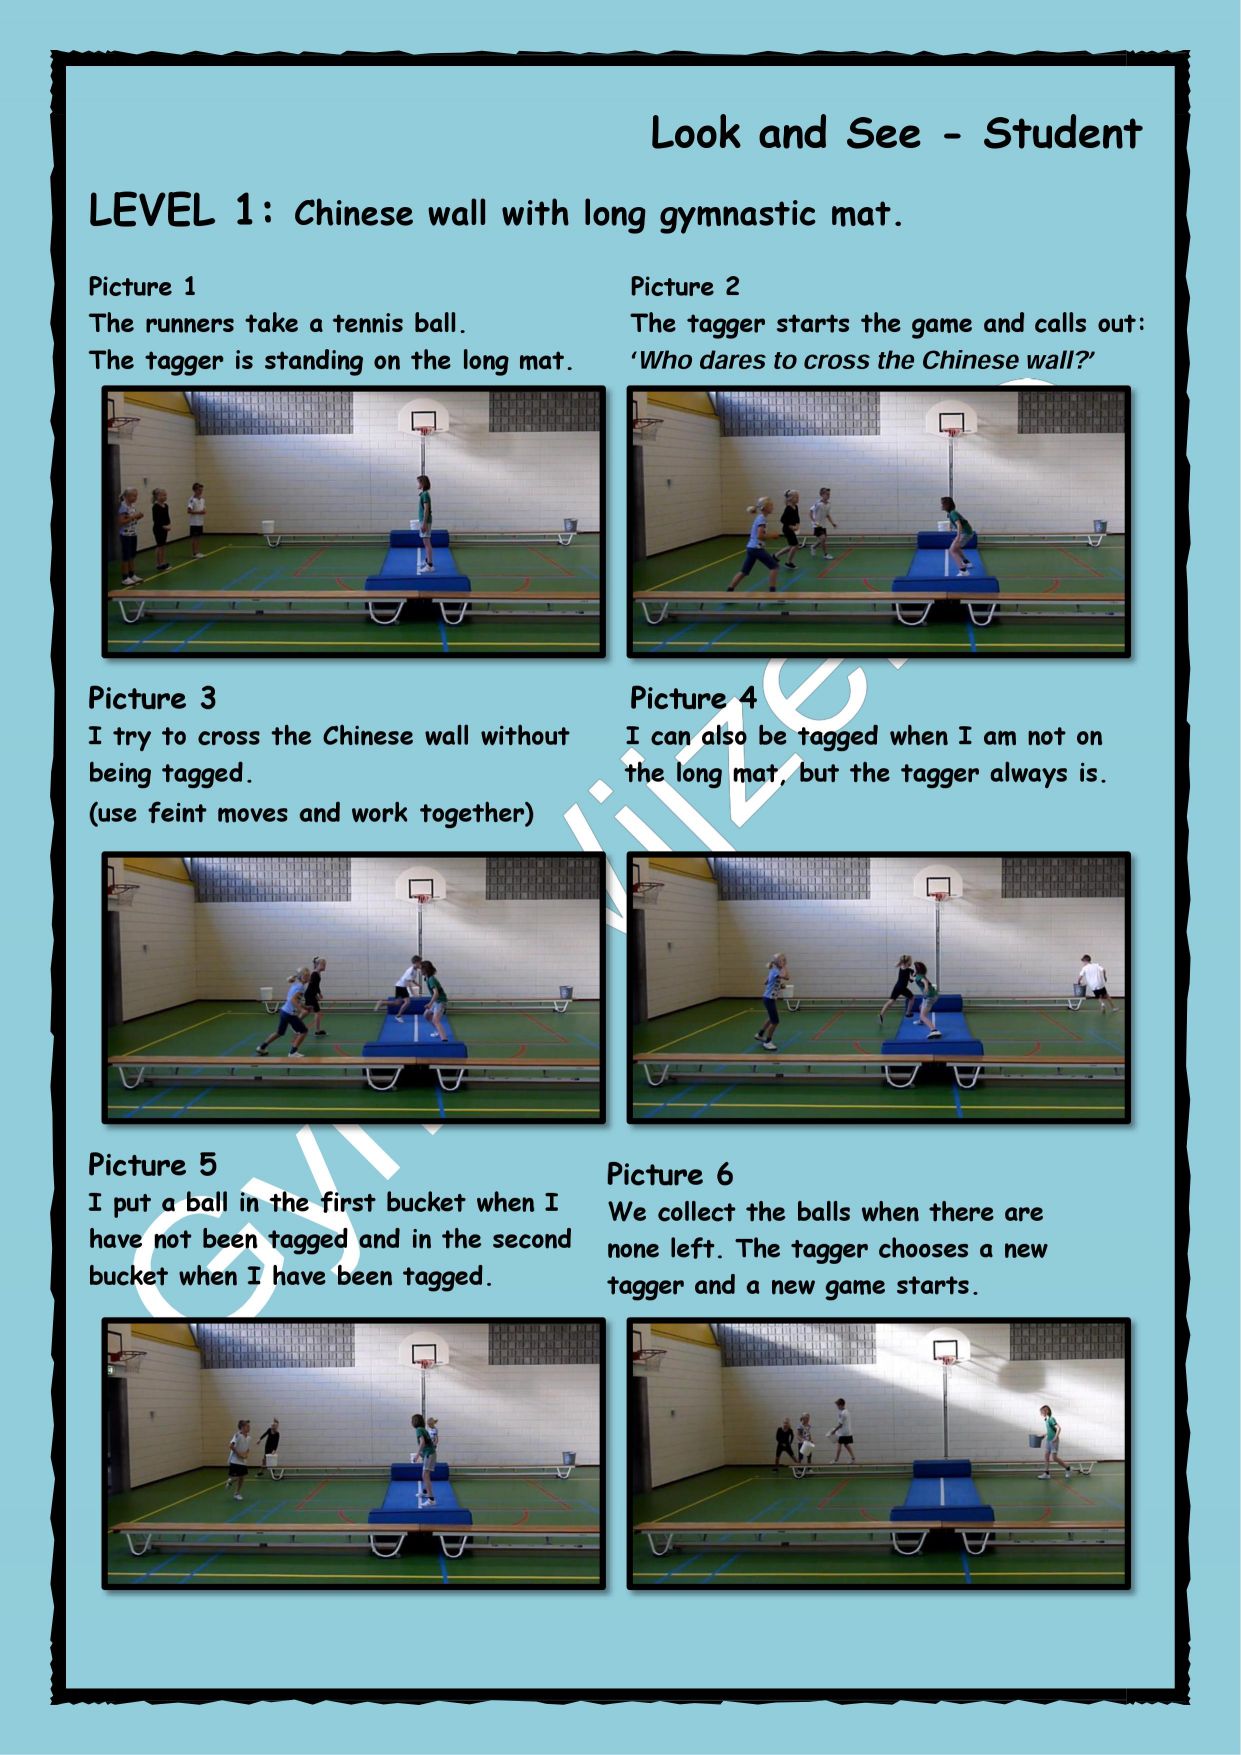 Look and See - Student
LEVEL 1: Chinese wall with long gymnastic mat.
Picture 1
The runners take a tennis ball.
The tagger is standing on the long mat.
Picture 2
The tagger starts the game and calls out:
‘Who dares to cross the Chinese wall?’
Picture 3
I try to cross the Chinese wall without
being tagged.
(use feint moves and work together)
Picture 4
I can also be tagged when I am not on
the long mat, but the tagger always is.
Picture 5
I put a ball in the first bucket when I
have not been tagged and in the second
bucket when I have been tagged.
Picture 6
We collect the balls when there are
none left. The tagger chooses a new
tagger and a new game starts.